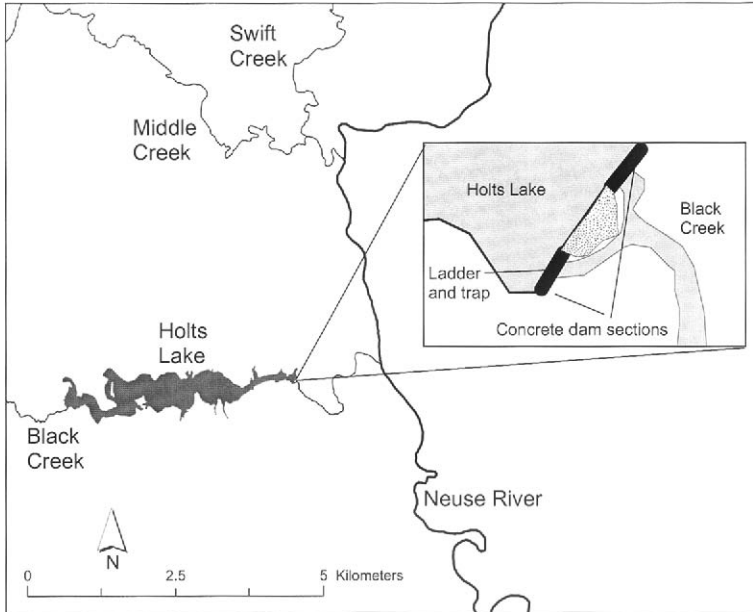 Swift
Creek
Middle
Creek
Holts Lake
Black
Creek
Ladder
and trap
Concrete dam sections
Holts
Lake
Black
Creek
Neuse River
N
0 2.5 5 Kilometers